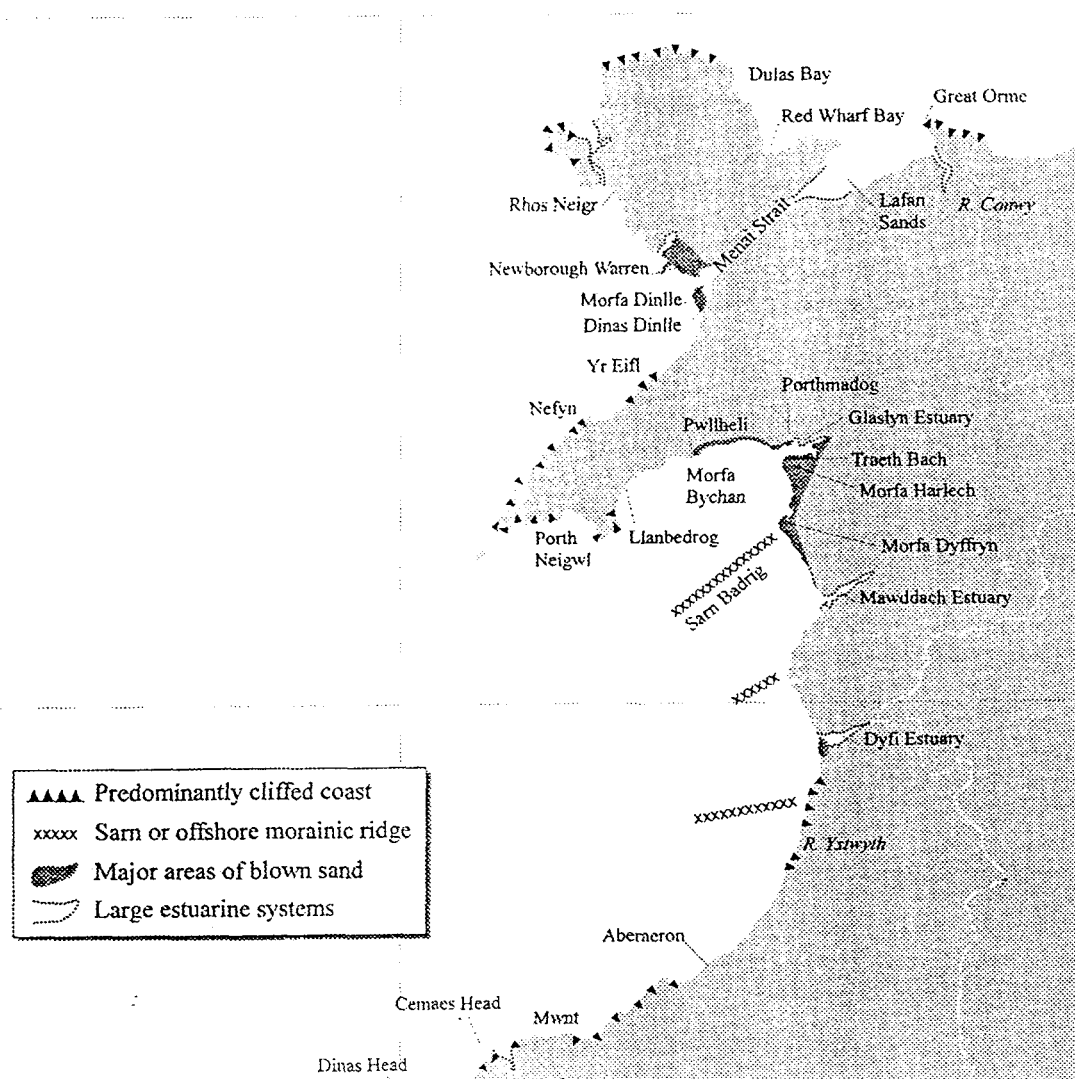 Dulas Bay
Great Orme
Red Wharf Bay
Rhos Neigr
Lafan
Sands
R. Conwy
Menai Strait
Newborough Warren
Morfa Dinlle
Dinas Dinlle
Yr Eifl
Porthmadog
Nefyn
Glaslyn Estuary
Pwllheli
Traeth Bach
Morfa
Bychan
Morfa Harlech
Porth
Neigwl
Llanbedrog
Morfa Dyffryn
Sarn Badrig
Mawddach Estuary
Dyfi Estuary
Predominantly cliffed coast
Sarn or offshore morainic ridge
R. Ystwyth
Major areas of blown sand
Large estuarine systems
Aberaeron
Cemaes Head
Mwnt
Dinas Head